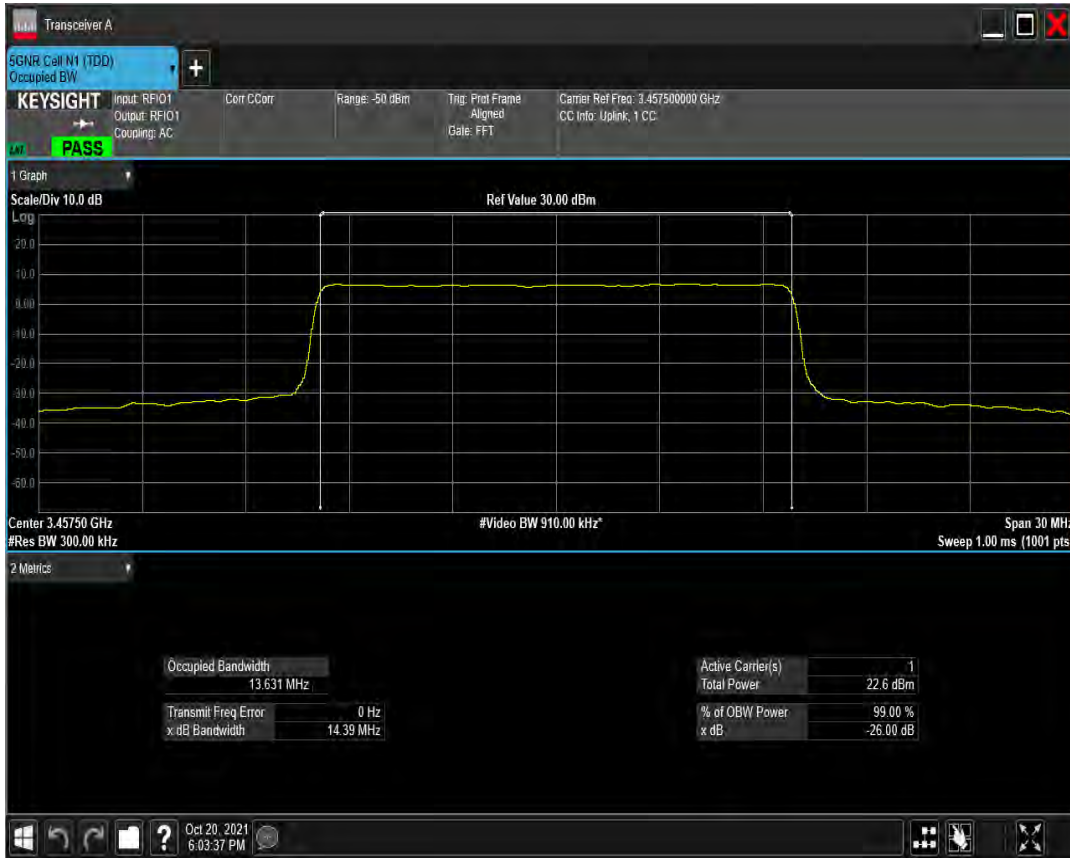 Transceiver A
5GNR Cell N1 (TDD)
Occupied BW
+
KEYSIGHT
Input: RFIO1
Output: RFIO1
Coupling: AC
Corr CCorr
Range: -50 dBm
Trig: Prot Frame
Aligned
Gate: FFT
Carrier Ref Freq: 3.457500000 GHz
CC Info: Uplink, 1 CC
PASS
1 Graph
Scale/Div 10.0 dB
Ref Value 30.00 dBm
Log
20.0
10.0
0.00
-10.0
-20.0
-30.0
-40.0
-50.0
-60.0
Center 3.45750 GHz
#Video BW 910.00 kHz*
Span 30 MHz
#Res BW 300.00 kHz
Sweep 1.00 ms (1001 pts
2 Metrics
Occupied Bandwidth
13.631 MHz
Transmit Freq Error 0 Hz
x dB Bandwidth 14.39 MHz
Active Carrier(s) 1
Total Power 22.6 dBm
% of OBW Power 99.00 %
x dB -26.00 dB
?
Oct 20, 2021
6:03:37 PM